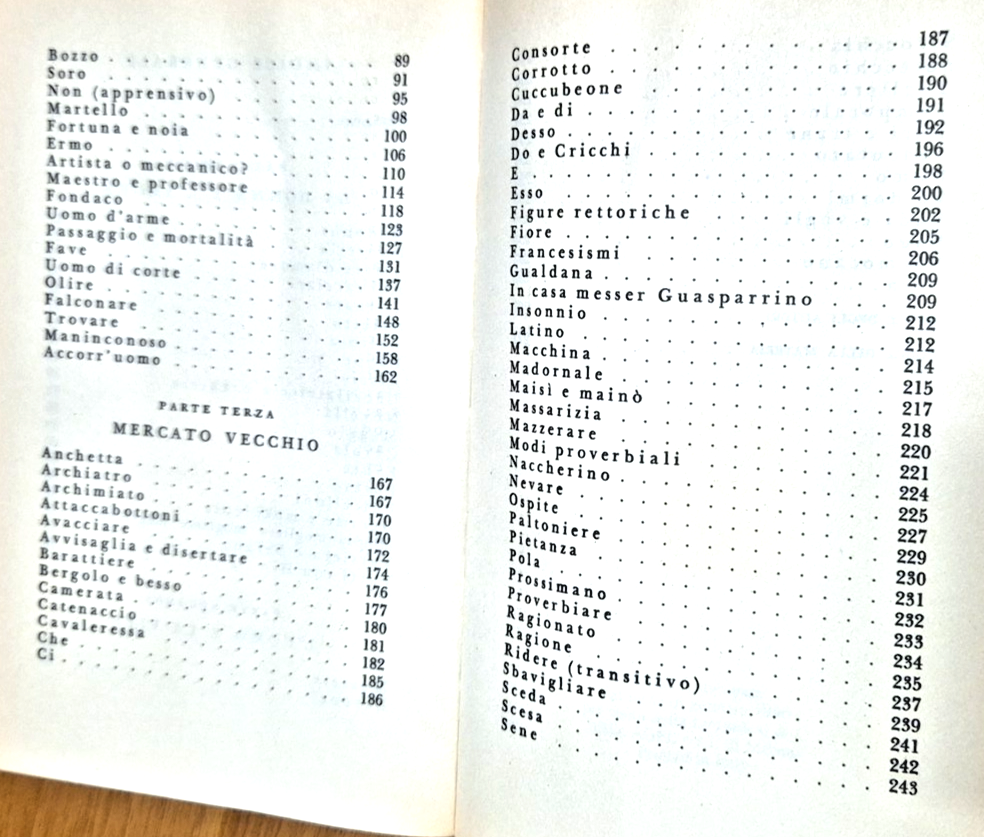 Bozzo . . . . . . . . . . 89
Soro . . . . . . . . . . 91
Non (apprensivo) . . . . . . 95
Martello . . . . . . . . . 98
Fortuna e noia . . . . . . . 100
Ermo . . . . . . . . . . 106
Artista o meccanico? . . . . . 110
Maestro e professore . . . . . 114
Fondaco . . . . . . . . . 118
Uomo d'arme . . . . . . . . 123
Passaggio e mortalità . . . . . 127
Fave . . . . . . . . . . 131
Uomo di corte . . . . . . . 137
Olire . . . . . . . . . . 141
Falconare . . . . . . . . . 148
Trovare . . . . . . . . . 152
Maninconoso . . . . . . . . 158
Accorr'uomo . . . . . . . . 162
PARTE TERZA
MERCATO VECCHIO
Anchetta . . . . . . . . . 167
Archiatro . . . . . . . . . 167
Archimiato . . . . . . . . 170
Attaccabottoni . . . . . . . 170
Avacciare . . . . . . . . . 172
Avvisaglia e disertare . . . . . 174
Barattiere . . . . . . . . . 176
Bergolo e besso . . . . . . . 177
Camerata . . . . . . . . . 180
Catenaccio . . . . . . . . 181
Cavaleressa . . . . . . . . 182
Che . . . . . . . . . . 185
Ci . . . . . . . . . . . 186
Consorte . . . . . . . . . 187
Corrotto . . . . . . . . . 188
Cuccubeone . . . . . . . . 190
Da e di . . . . . . . . . 191
Desso . . . . . . . . . . 192
Do e Cricchi . . . . . . . . 196
E . . . . . . . . . . . 198
Esso . . . . . . . . . . 200
Figure rettoriche . . . . . . 202
Fiore . . . . . . . . . . 205
Francesismi . . . . . . . . 206
Gualdana . . . . . . . . . 209
In casa messer Guasparrino . . . 209
Insonnio . . . . . . . . . 212
Latino . . . . . . . . . . 212
Macchina . . . . . . . . . 214
Madornale . . . . . . . . 215
Maisì e mainò . . . . . . . 217
Massarizia . . . . . . . . . 218
Mazzerare . . . . . . . . . 220
Modi proverbiali . . . . . . 221
Naccherino . . . . . . . . 224
Nevare . . . . . . . . . . 225
Ospite . . . . . . . . . . 227
Paltoniere . . . . . . . . . 229
Pietanza . . . . . . . . . 230
Pola . . . . . . . . . . 231
Prossimano . . . . . . . . 232
Proverbiare . . . . . . . . 233
Ragionato . . . . . . . . . 234
Ragione . . . . . . . . . 235
Ridere (transitivo) . . . . . . 237
Sbavigliare . . . . . . . . 239
Sceda . . . . . . . . . . 241
Scesa . . . . . . . . . . 242
Sene . . . . . . . . . . 243